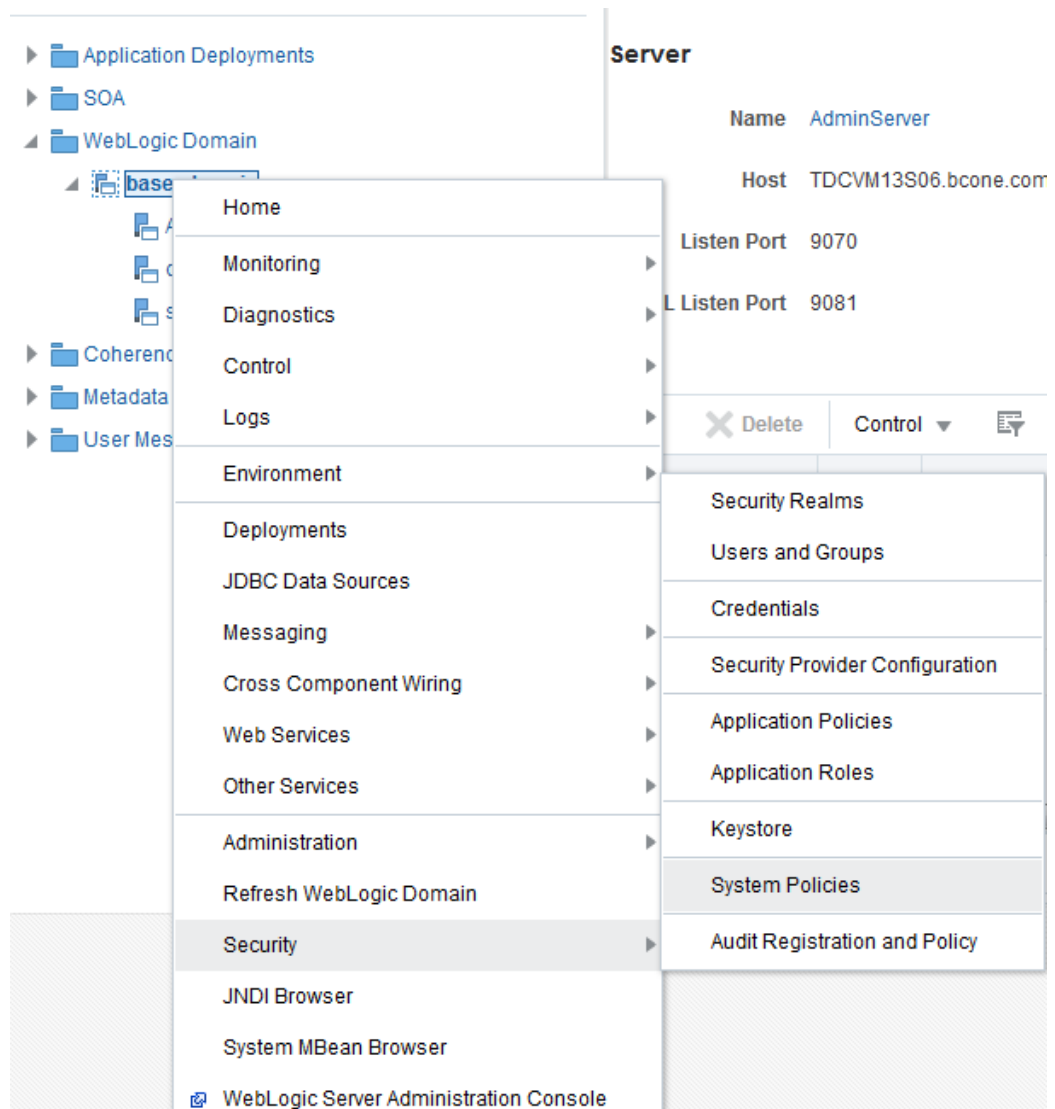 Application Deployments
SOA
WebLogic Domain
base
Coherenc
Metadata
User Mes
Server
Name AdminServer
Host TDCVM13S06.bcone.com
Listen Port 9070
L Listen Port 9081
Delete Control
Home
Monitoring
Diagnostics
Control
Logs
Environment
Deployments
JDBC Data Sources
Messaging
Cross Component Wiring
Web Services
Other Services
Administration
Refresh WebLogic Domain
Security
JNDI Browser
System MBean Browser
WebLogic Server Administration Console
Security Realms
Users and Groups
Credentials
Security Provider Configuration
Application Policies
Application Roles
Keystore
System Policies
Audit Registration and Policy